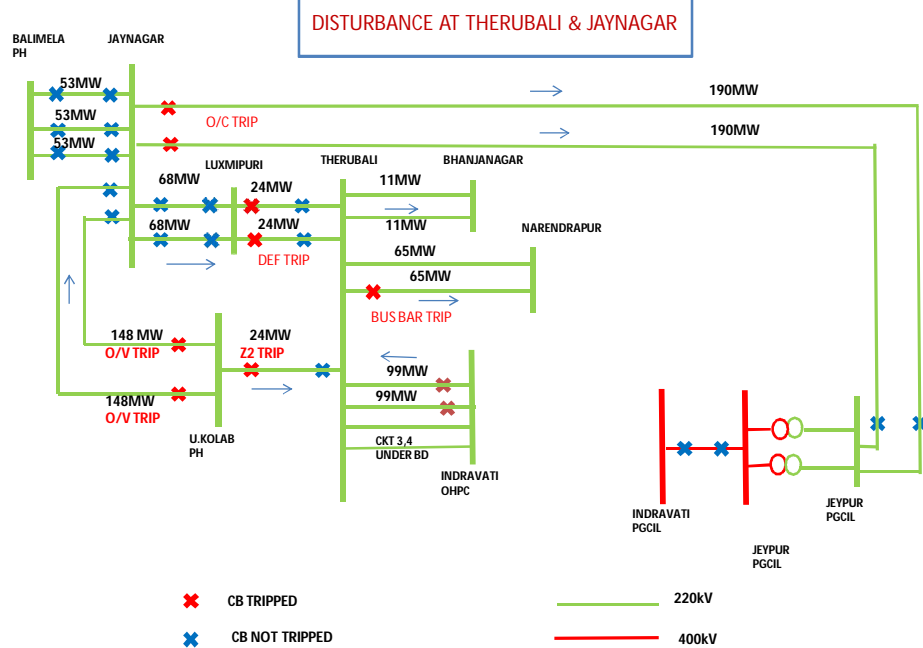 DISTURBANCE AT THERUBALI & JAYNAGAR
BALIMELA
PH
JAYNAGAR
53MW
53MW
53MW
190MW
O/C TRIP
190MW
LUXMIPURI
THERUBALI
BHANJANAGAR
68MW
24MW
11MW
68MW
24MW
11MW
DEF TRIP
NARENDRAPUR
65MW
65MW
BUS BAR TRIP
148 MW
O/V TRIP
24MW
Z2 TRIP
148MW
O/V TRIP
99MW
99MW
CKT 3,4
UNDER BD
U.KOLAB
PH
INDRAVATI
OHPC
INDRAVATI
PGCIL
JEYPUR
PGCIL
JEYPUR
PGCIL
CB TRIPPED
220kV
CB NOT TRIPPED
400kV